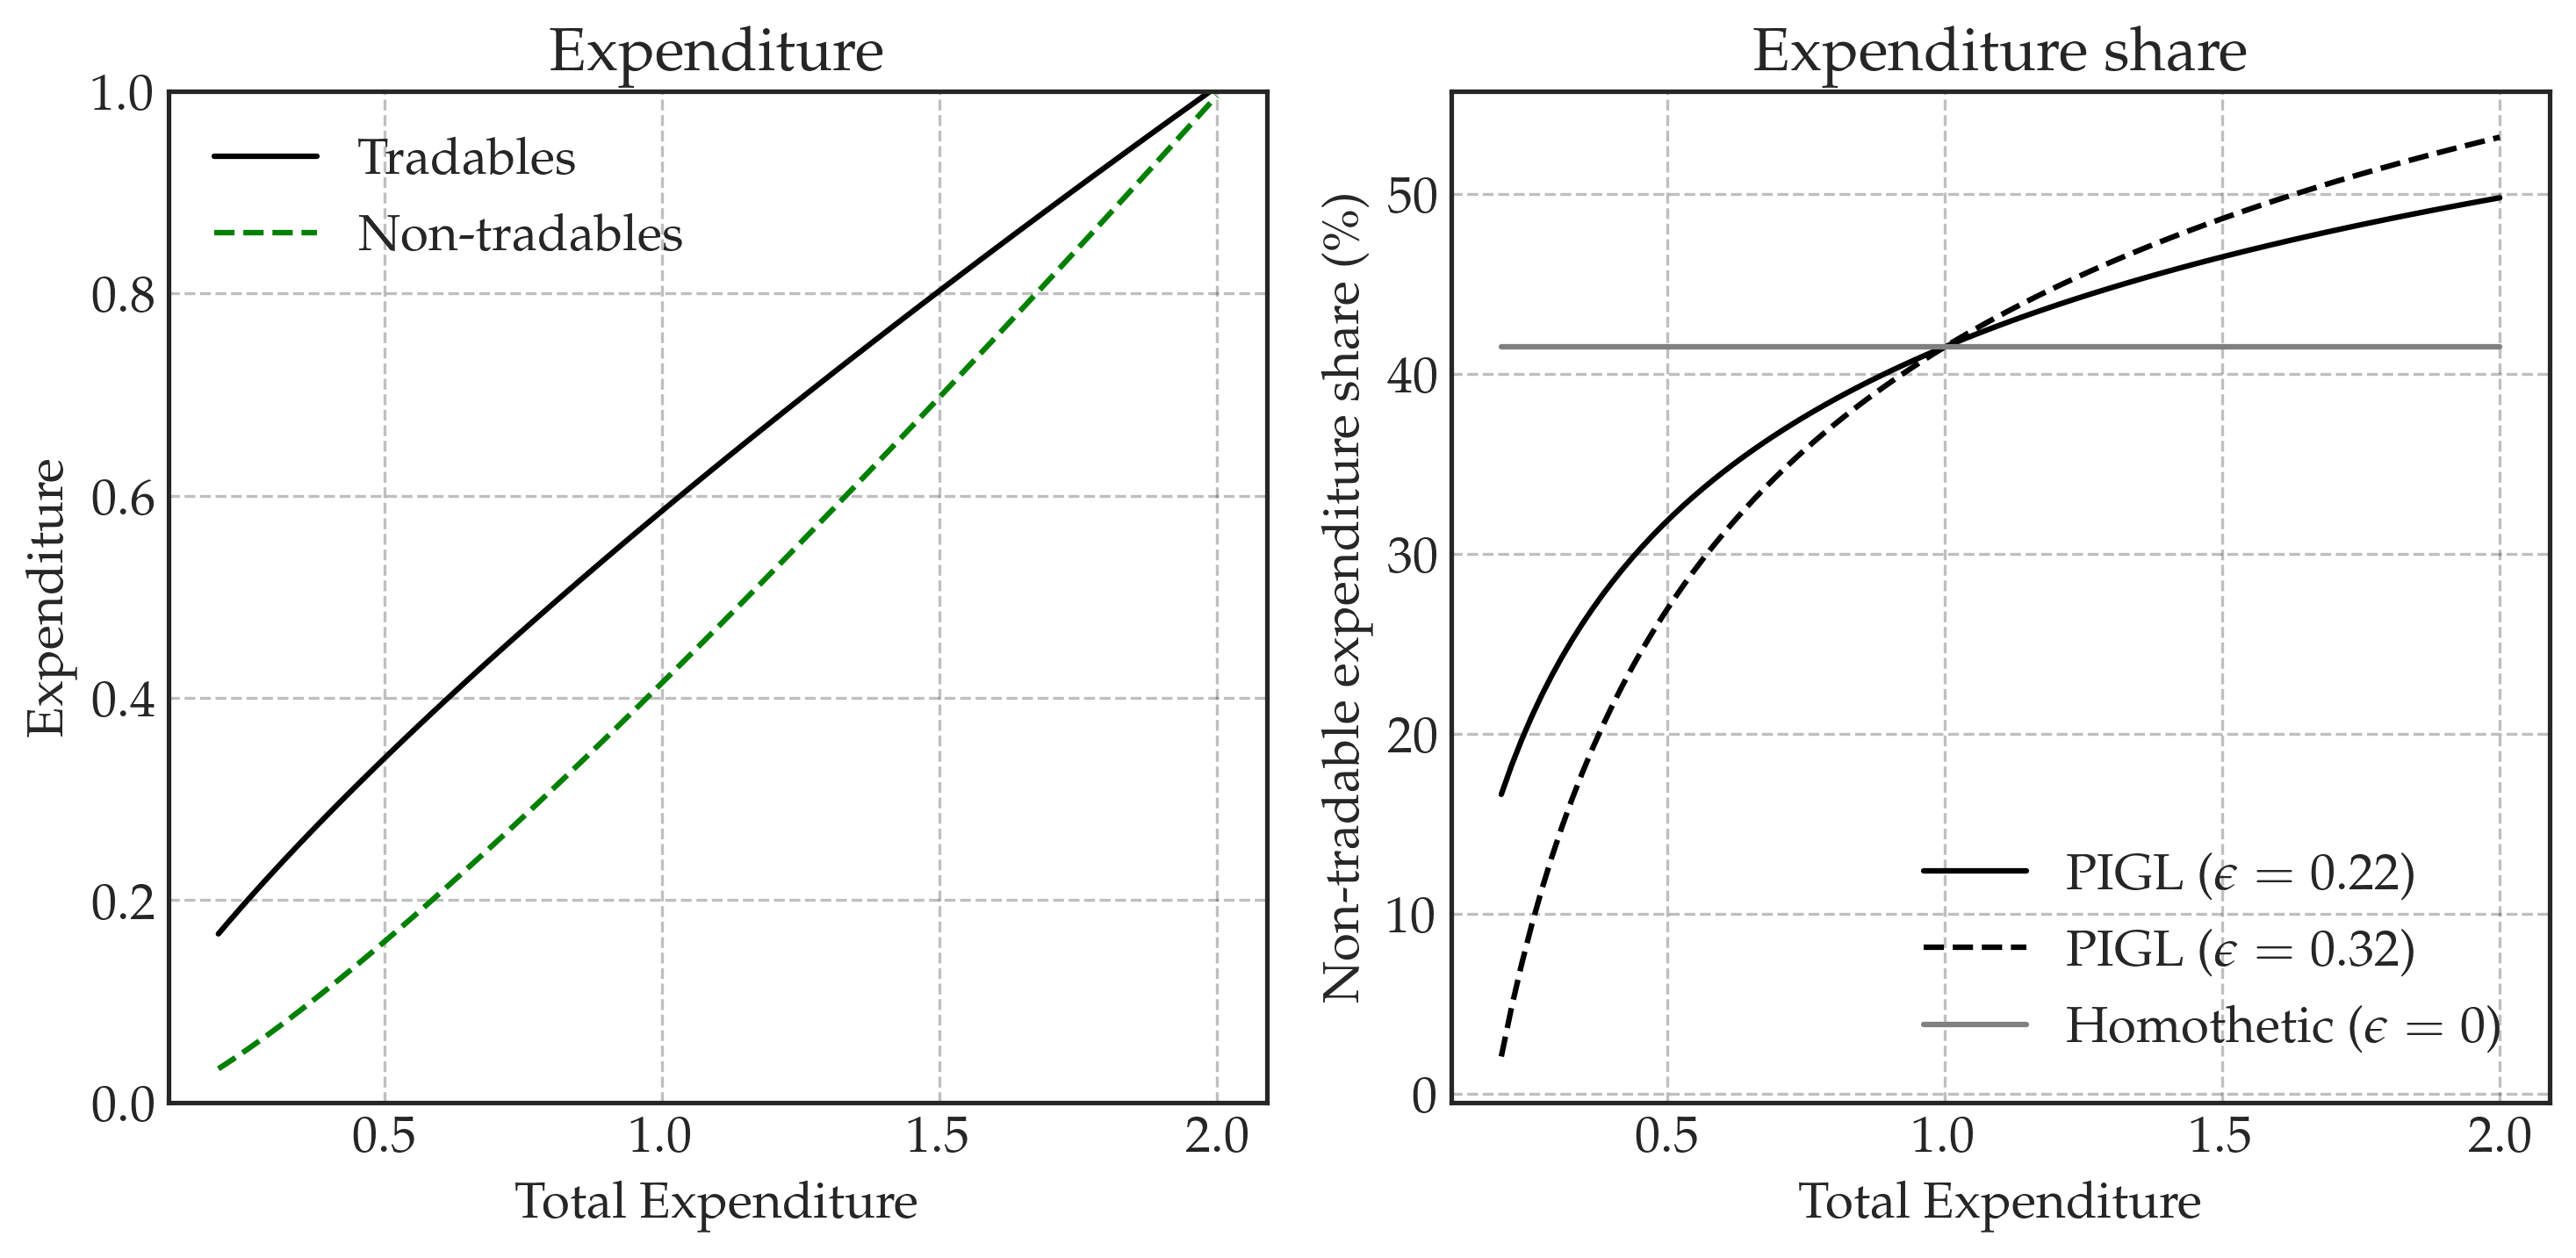 Expenditure
1.0
0.8
0.6
0.4
0.2
0.0
Expenditure
Tradables
Non-tradables
0.5 1.0 1.5 2.0
Total Expenditure
Expenditure share
50
40
30
20
10
0
Non-tradable expenditure share (%)
PIGL (ϵ = 0.22)
PIGL (ϵ = 0.32)
Homothetic (ϵ = 0)
0.5 1.0 1.5 2.0
Total Expenditure